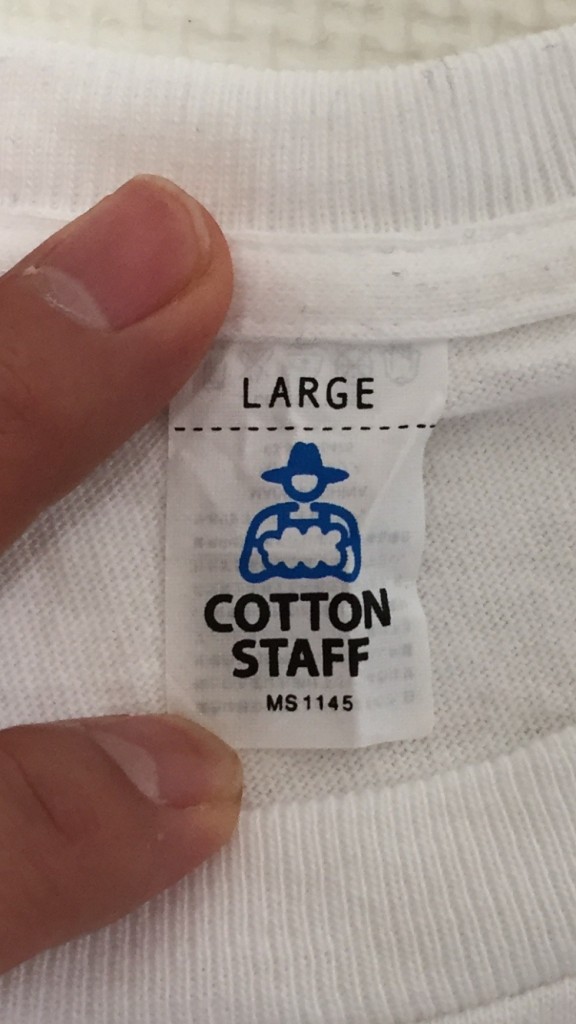 LARGE
COTTON
STAFF
MS1145